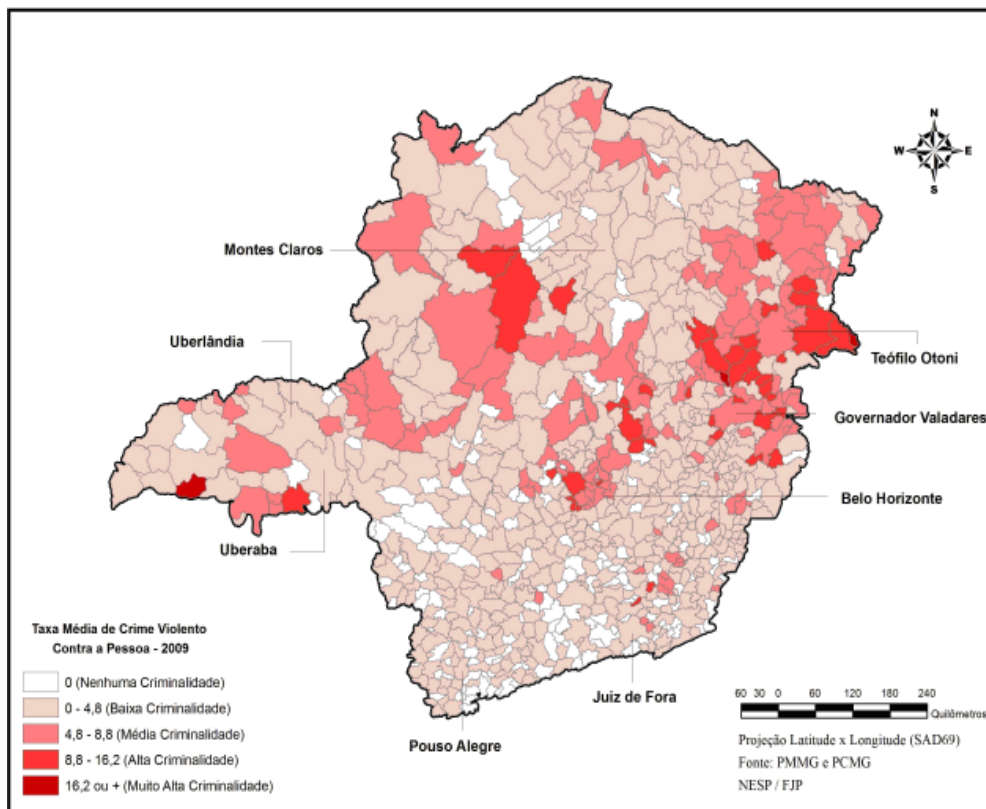 N
W E
S
Montes Claros
Uberlândia
Teófilo Otoni
Governador Valadares
Belo Horizonte
Uberaba
Juiz de Fora
Pouso Alegre
Taxa Média de Crime Violento
Contra a Pessoa - 2009
0 (Nenhuma Criminalidade)
0 - 4,8 (Baixa Criminalidade)
4,8 - 8,8 (Média Criminalidade)
8,8 - 16,2 (Alta Criminalidade)
16,2 ou + (Muito Alta Criminalidade)
60 30 0 60 120 180 240
Quilômetros
Projeção Latitude x Longitude (SAD69)
Fonte: PMMG e PCMG
NESP / FJP